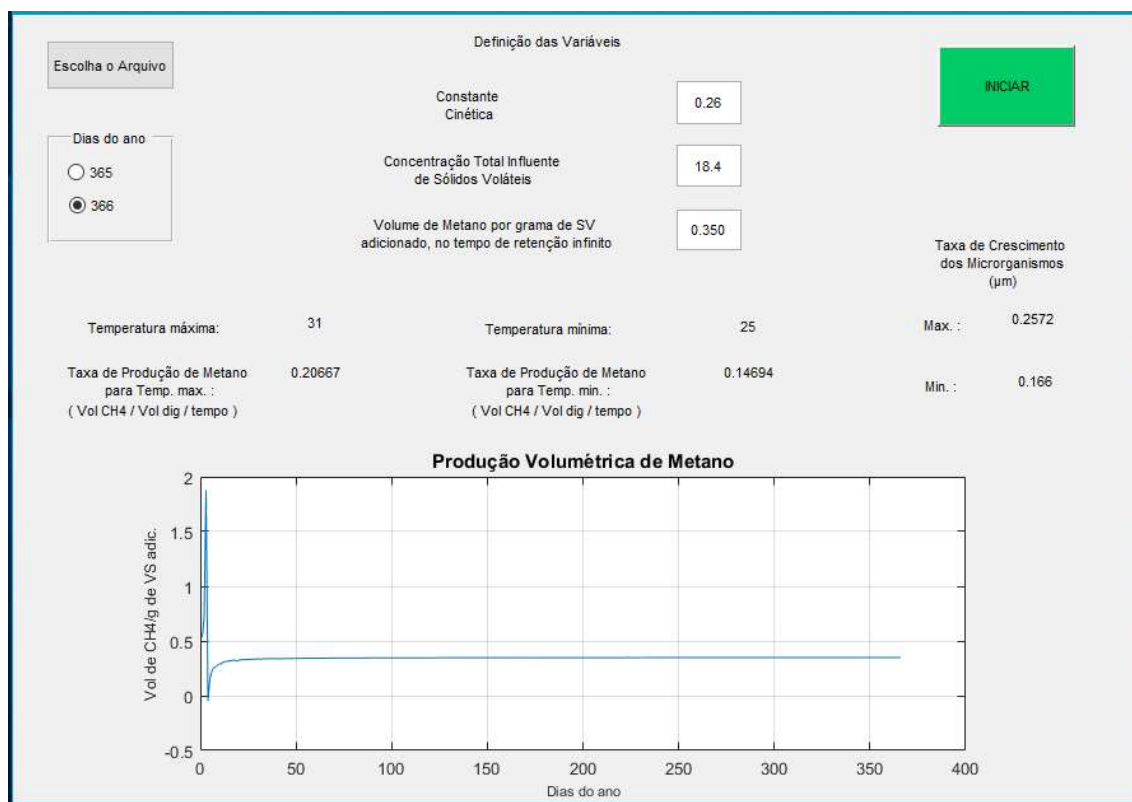 Definição das Variáveis
Escolha o Arquivo
INICIAR
Constante
Cinética
0.26
Dias do ano
365
366
Concentração Total Influente
de Sólidos Voláteis
18.4
Volume de Metano por grama de SV
adicionado, no tempo de retenção infinito
0.350
Taxa de Crescimento
dos Microrganismos
(µm)
Temperatura máxima:
31
Temperatura mínima:
25
Max. :
0.2572
Taxa de Produção de Metano
para Temp. max. :
( Vol CH4 / Vol dig / tempo )
0.20667
Taxa de Produção de Metano
para Temp. min. :
( Vol CH4 / Vol dig / tempo )
0.14694
Min. :
0.166
Produção Volumétrica de Metano
Vol de CH4/g de VS adic.
2
1.5
1
0.5
0
-0.5
0 50 100 150 200 250 300 350 400
Dias do ano